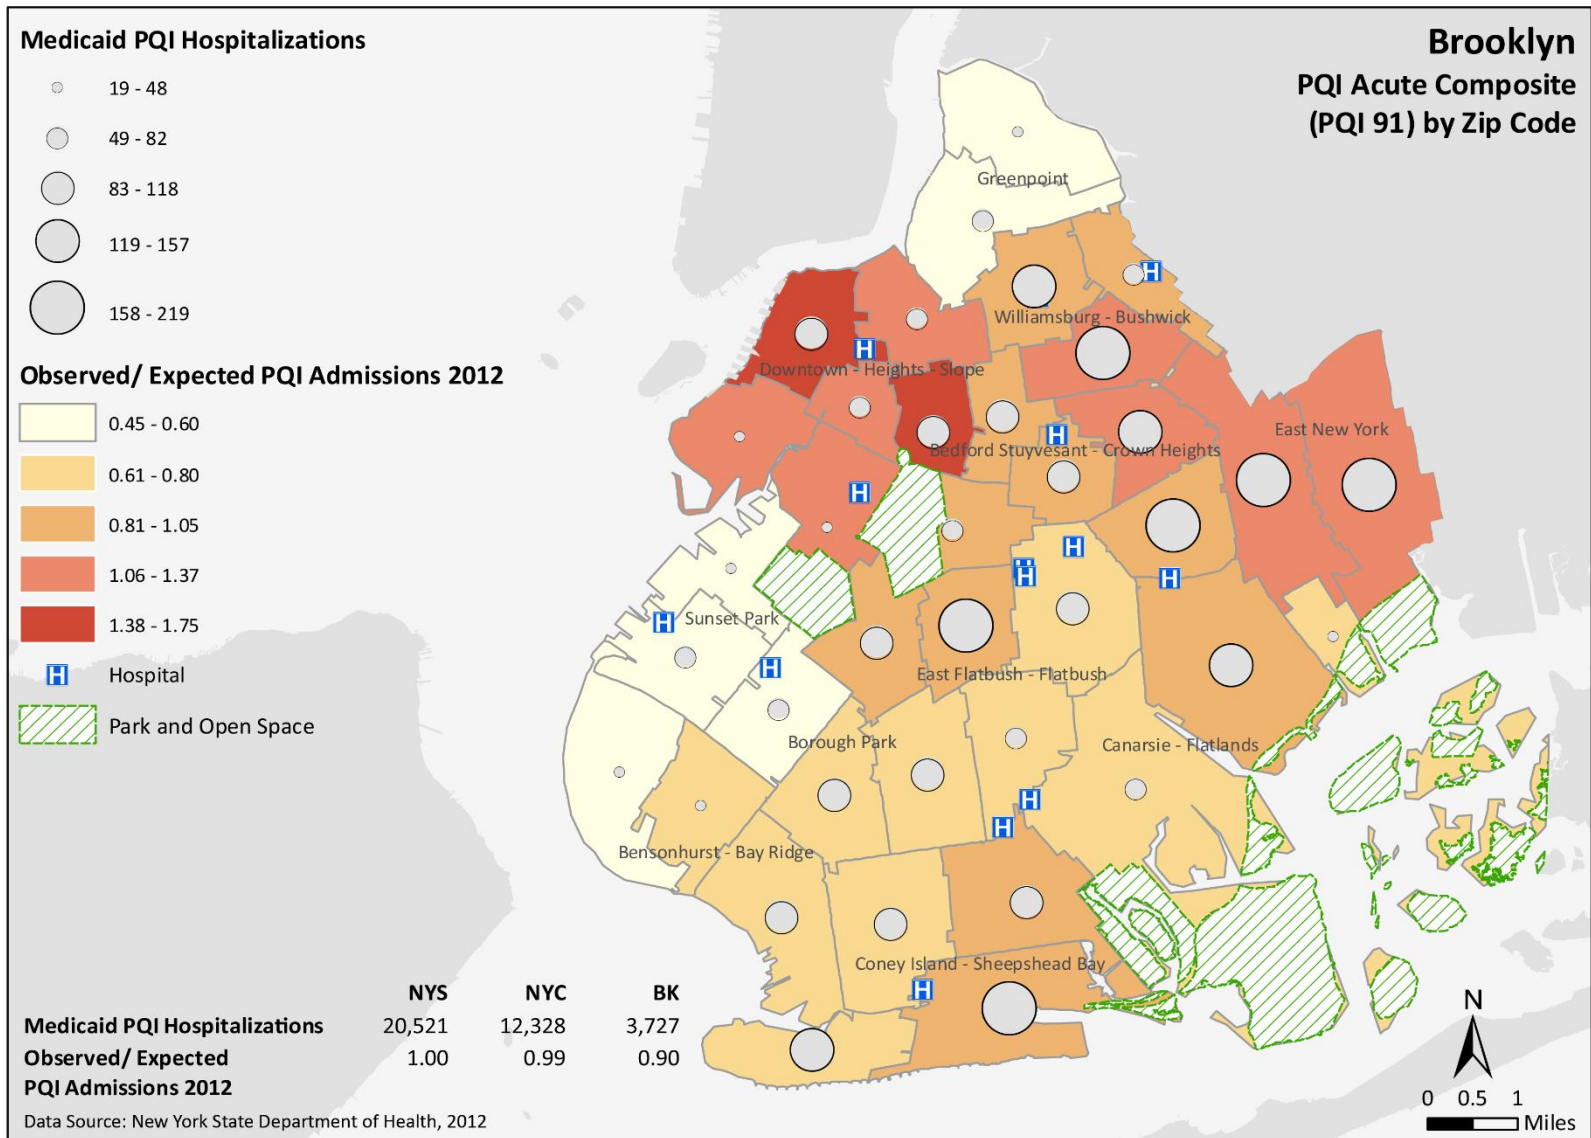 Medicaid PQI Hospitalizations
19 - 48
49 - 82
83 - 118
119 - 157
158 - 219
Observed/ Expected PQI Admissions 2012
0.45 - 0.60
0.61 - 0.80
0.81 - 1.05
1.06 - 1.37
1.38 - 1.75
H Hospital
Park and Open Space
Brooklyn
PQI Acute Composite
(PQI 91) by Zip Code
Greenpoint
H
Williamsburg - Bushwick
H
Downtown - Heights - Slope
East New York
H
Bedford Stuyvesant - Crown Heights
H
H
H
H
H
H
Sunset Park
H
East Flatbush - Flatbush
Borough Park
Canarsie - Flatlands
H
H
Bensonhurst - Bay Ridge
Coney Island - Sheepshead Bay
H
NYS NYC BK
Medicaid PQI Hospitalizations 20,521 12,328 3,727
Observed/ Expected 1.00 0.99 0.90
PQI Admissions 2012
Data Source: New York State Department of Health, 2012
N
0 0.5 1
Miles